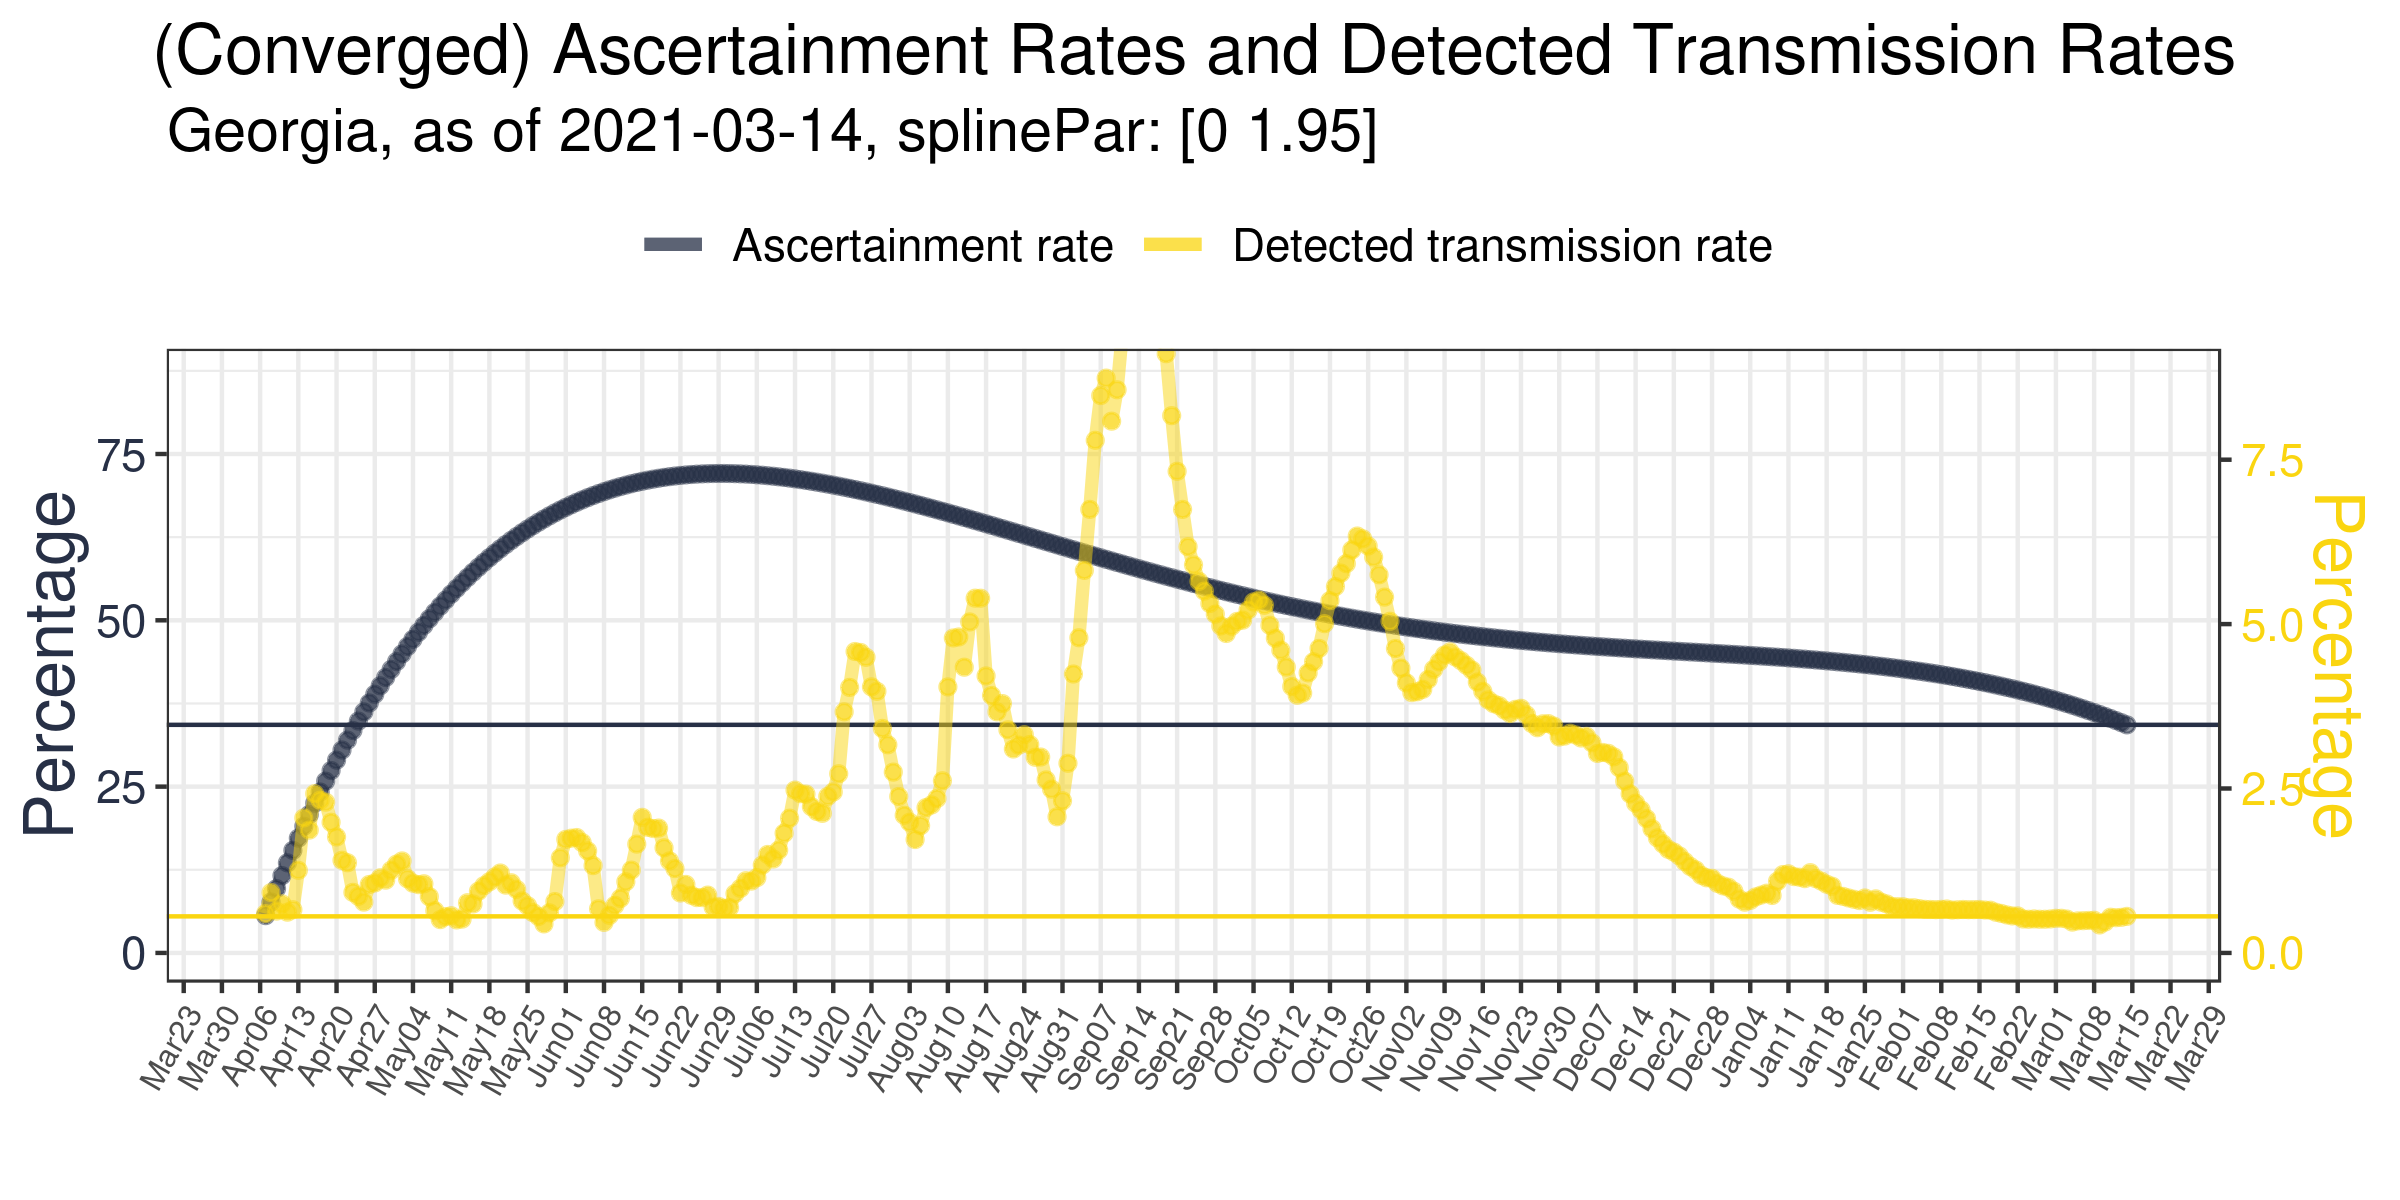 (Converged) Ascertainment Rates and Detected Transmission Rates
Georgia, as of 2021-03-14, splinePar: [0 1.95]
Ascertainment rate
Detected transmission rate
Percentage
75
50
25
0
7.5
5.0
2.5
0.0
Percentage
Mar23
Mar30
Apr06
Apr13
Apr20
Apr27
May04
May11
May18
May25
Jun01
Jun08
Jun15
Jun22
Jun29
Jul06
Jul13
Jul20
Jul27
Aug03
Aug10
Aug17
Aug24
Aug31
Sep07
Sep14
Sep21
Sep28
Oct05
Oct12
Oct19
Oct26
Nov02
Nov09
Nov16
Nov23
Nov30
Dec07
Dec14
Dec21
Dec28
Jan04
Jan11
Jan18
Jan25
Feb01
Feb08
Feb15
Feb22
Mar01
Mar08
Mar15
Mar22
Mar29